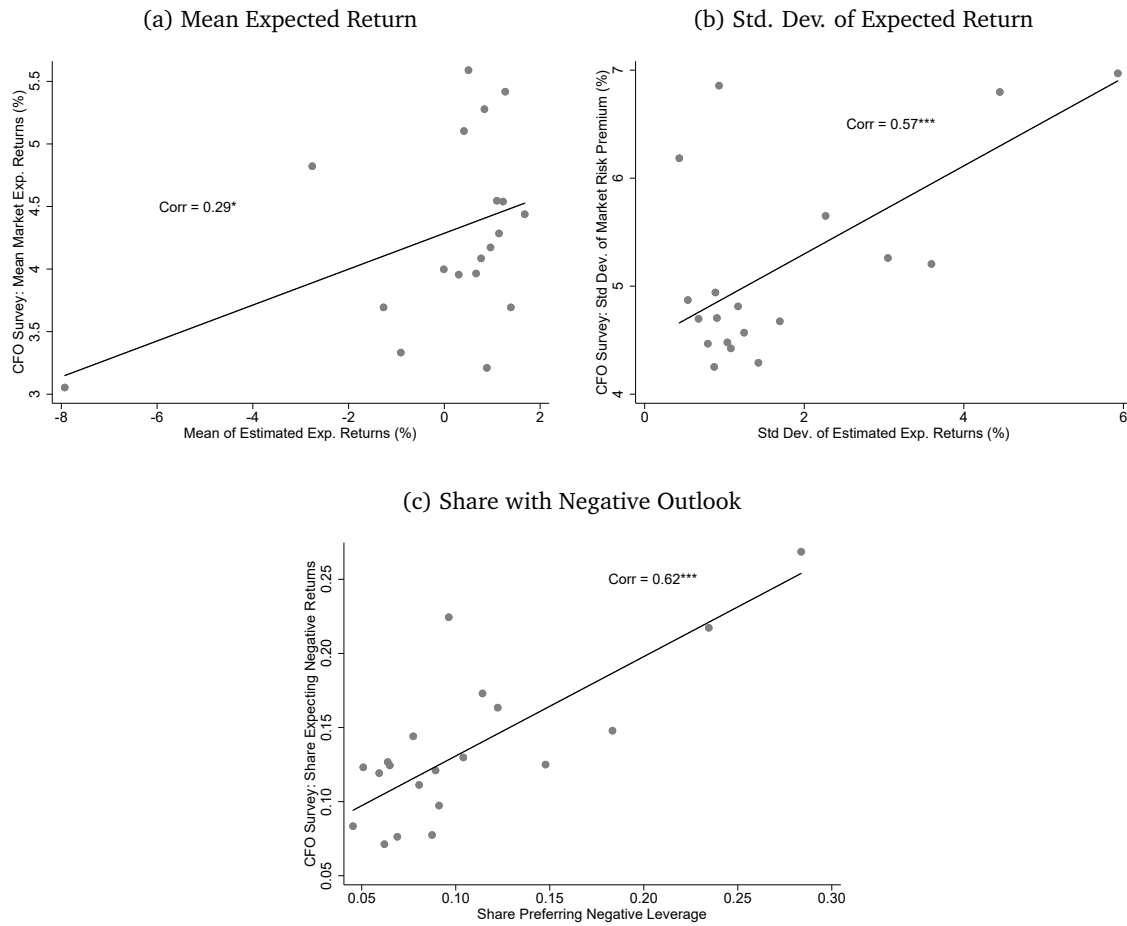 (a) Mean Expected Return
CFO Survey: Mean Market Exp. Returns (%)
5.5
5
4.5
4
3.5
3
Corr = 0.29*
-8 -6 -4 -2 0 2
Mean of Estimated Exp. Returns (%)
(b) Std. Dev. of Expected Return
CFO Survey: Std Dev. of Market Risk Premium (%)
7
6
5
4
Corr = 0.57***
0 2 4 6
Std Dev. of Estimated Exp. Returns (%)
(c) Share with Negative Outlook
CFO Survey: Share Expecting Negative Returns
0.25
0.20
0.15
0.10
0.05
Corr = 0.62***
0.05 0.10 0.15 0.20 0.25 0.30
Share Preferring Negative Leverage